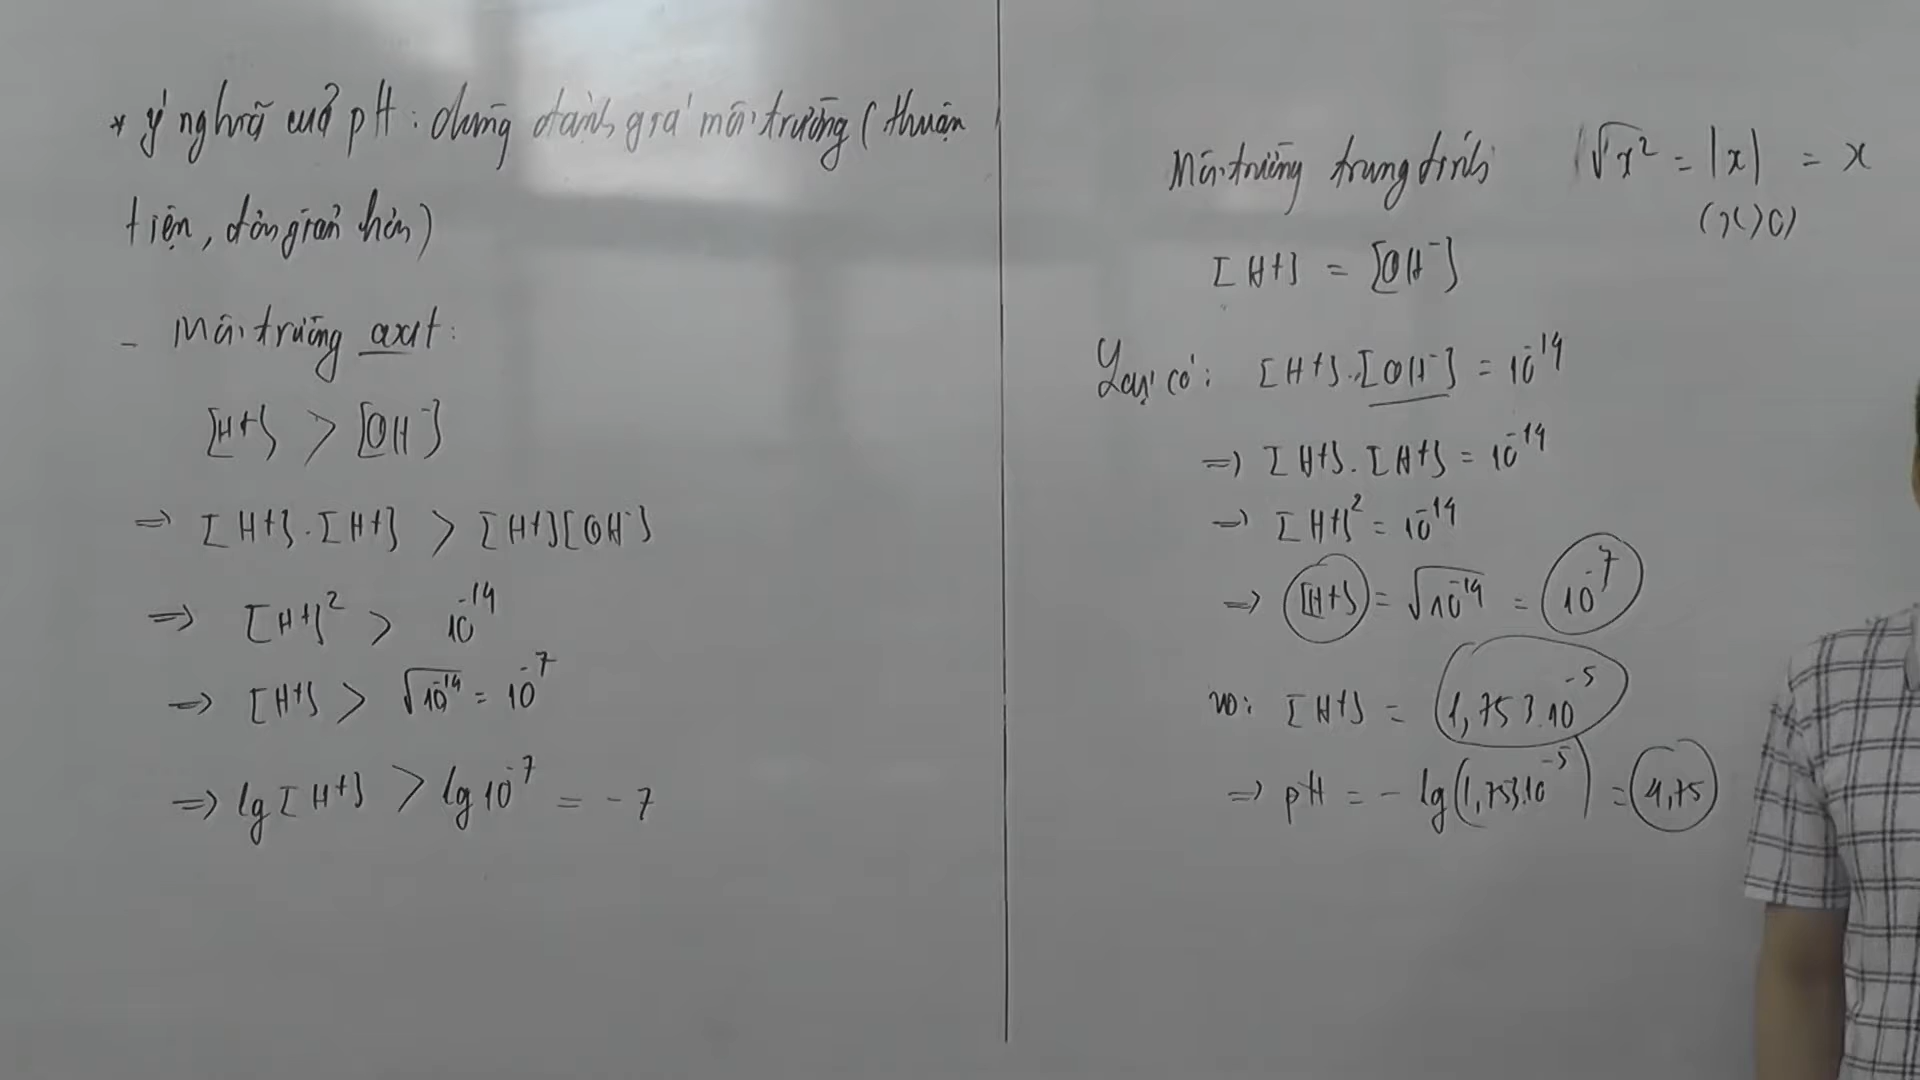 * Ý nghĩa của pH: dùng đánh giá môi trường (thuận
tiện, đơn giản hơn)
- Môi trường axit:
[H+] > [OH⁻]
=> [H+].[H+] > [H+][OH⁻]
=> [H+]² > 10⁻¹⁴
=> [H+] > √10⁻¹⁴ = 10⁻⁷
=> lg[H+] > lg10⁻⁷ = -7
Môi trường trung tính
√x² = |x| = x
(x>0)
[H+] = [OH⁻]
Lại có: [H+].[OH⁻] = 10⁻¹⁴
=> [H+].[H+] = 10⁻¹⁴
=> [H+]² = 10⁻¹⁴
=> [H+] = √10⁻¹⁴ = 10⁻⁷
VD: [H+] = 1,753.10⁻⁵
=> pH = -lg(1,753.10⁻⁵) = 4,75